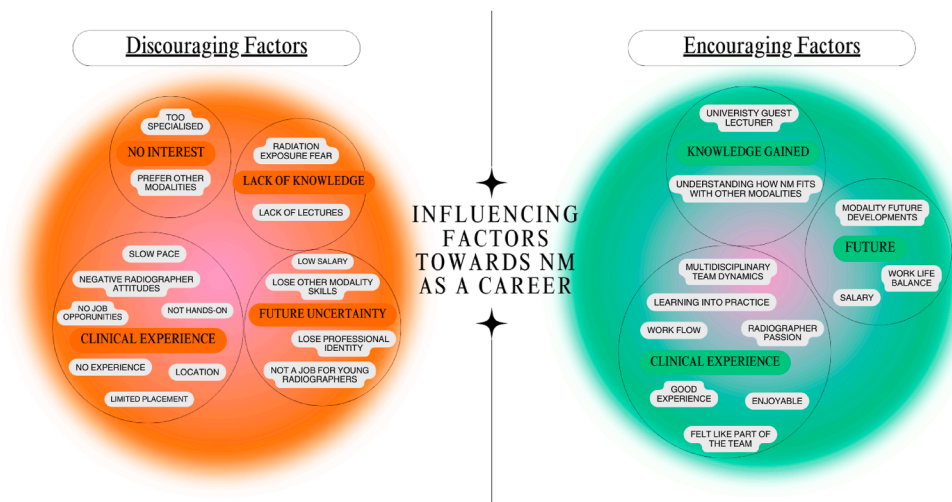 Discouraging Factors
TOO
SPECIALISED
NO INTEREST
PREFER OTHER
MODALITIES
RADIATION
EXPOSURE FEAR
LACK OF KNOWLEDGE
LACK OF LECTURES
SLOW PACE
NEGATIVE RADIOGRAPHER
ATTITUDES
NO JOB
OPPORUNITIES
NOT HANDS-ON
CLINICAL EXPERIENCE
NO EXPERIENCE
LOCATION
LIMITED PLACEMENT
LOW SALARY
LOSE OTHER MODALITY
SKILLS
FUTURE UNCERTAINTY
LOSE PROFESSIONAL
IDENTITY
NOT A JOB FOR YOUNG
RADIOGRAPHERS
INFLUENCING
FACTORS
TOWARDS NM
AS A CAREER
Encouraging Factors
UNIVERISTY GUEST
LECTURER
KNOWLEDGE GAINED
UNDERSTANDING HOW NM FITS
WITH OTHER MODALITIES
MODALITY FUTURE
DEVELOPMENTS
FUTURE
WORK LIFE
BALANCE
SALARY
MULTIDISCIPLINARY
TEAM DYNAMICS
LEARNING INTO PRACTICE
WORK FLOW
RADIOGRAPHER
PASSION
CLINICAL EXPERIENCE
GOOD
EXPERIENCE
ENJOYABLE
FELT LIKE PART OF
THE TEAM